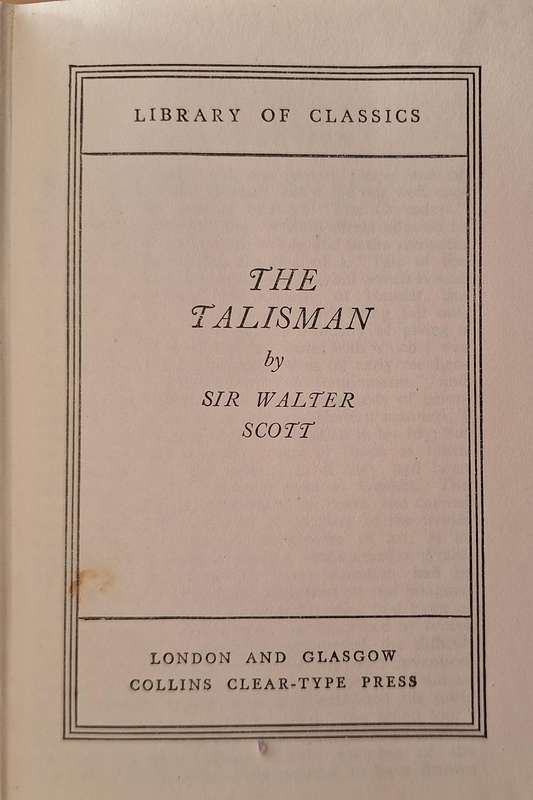 LIBRARY OF CLASSICS
THE
TALISMAN
by
SIR WALTER
SCOTT
LONDON AND GLASGOW
COLLINS CLEAR-TYPE PRESS